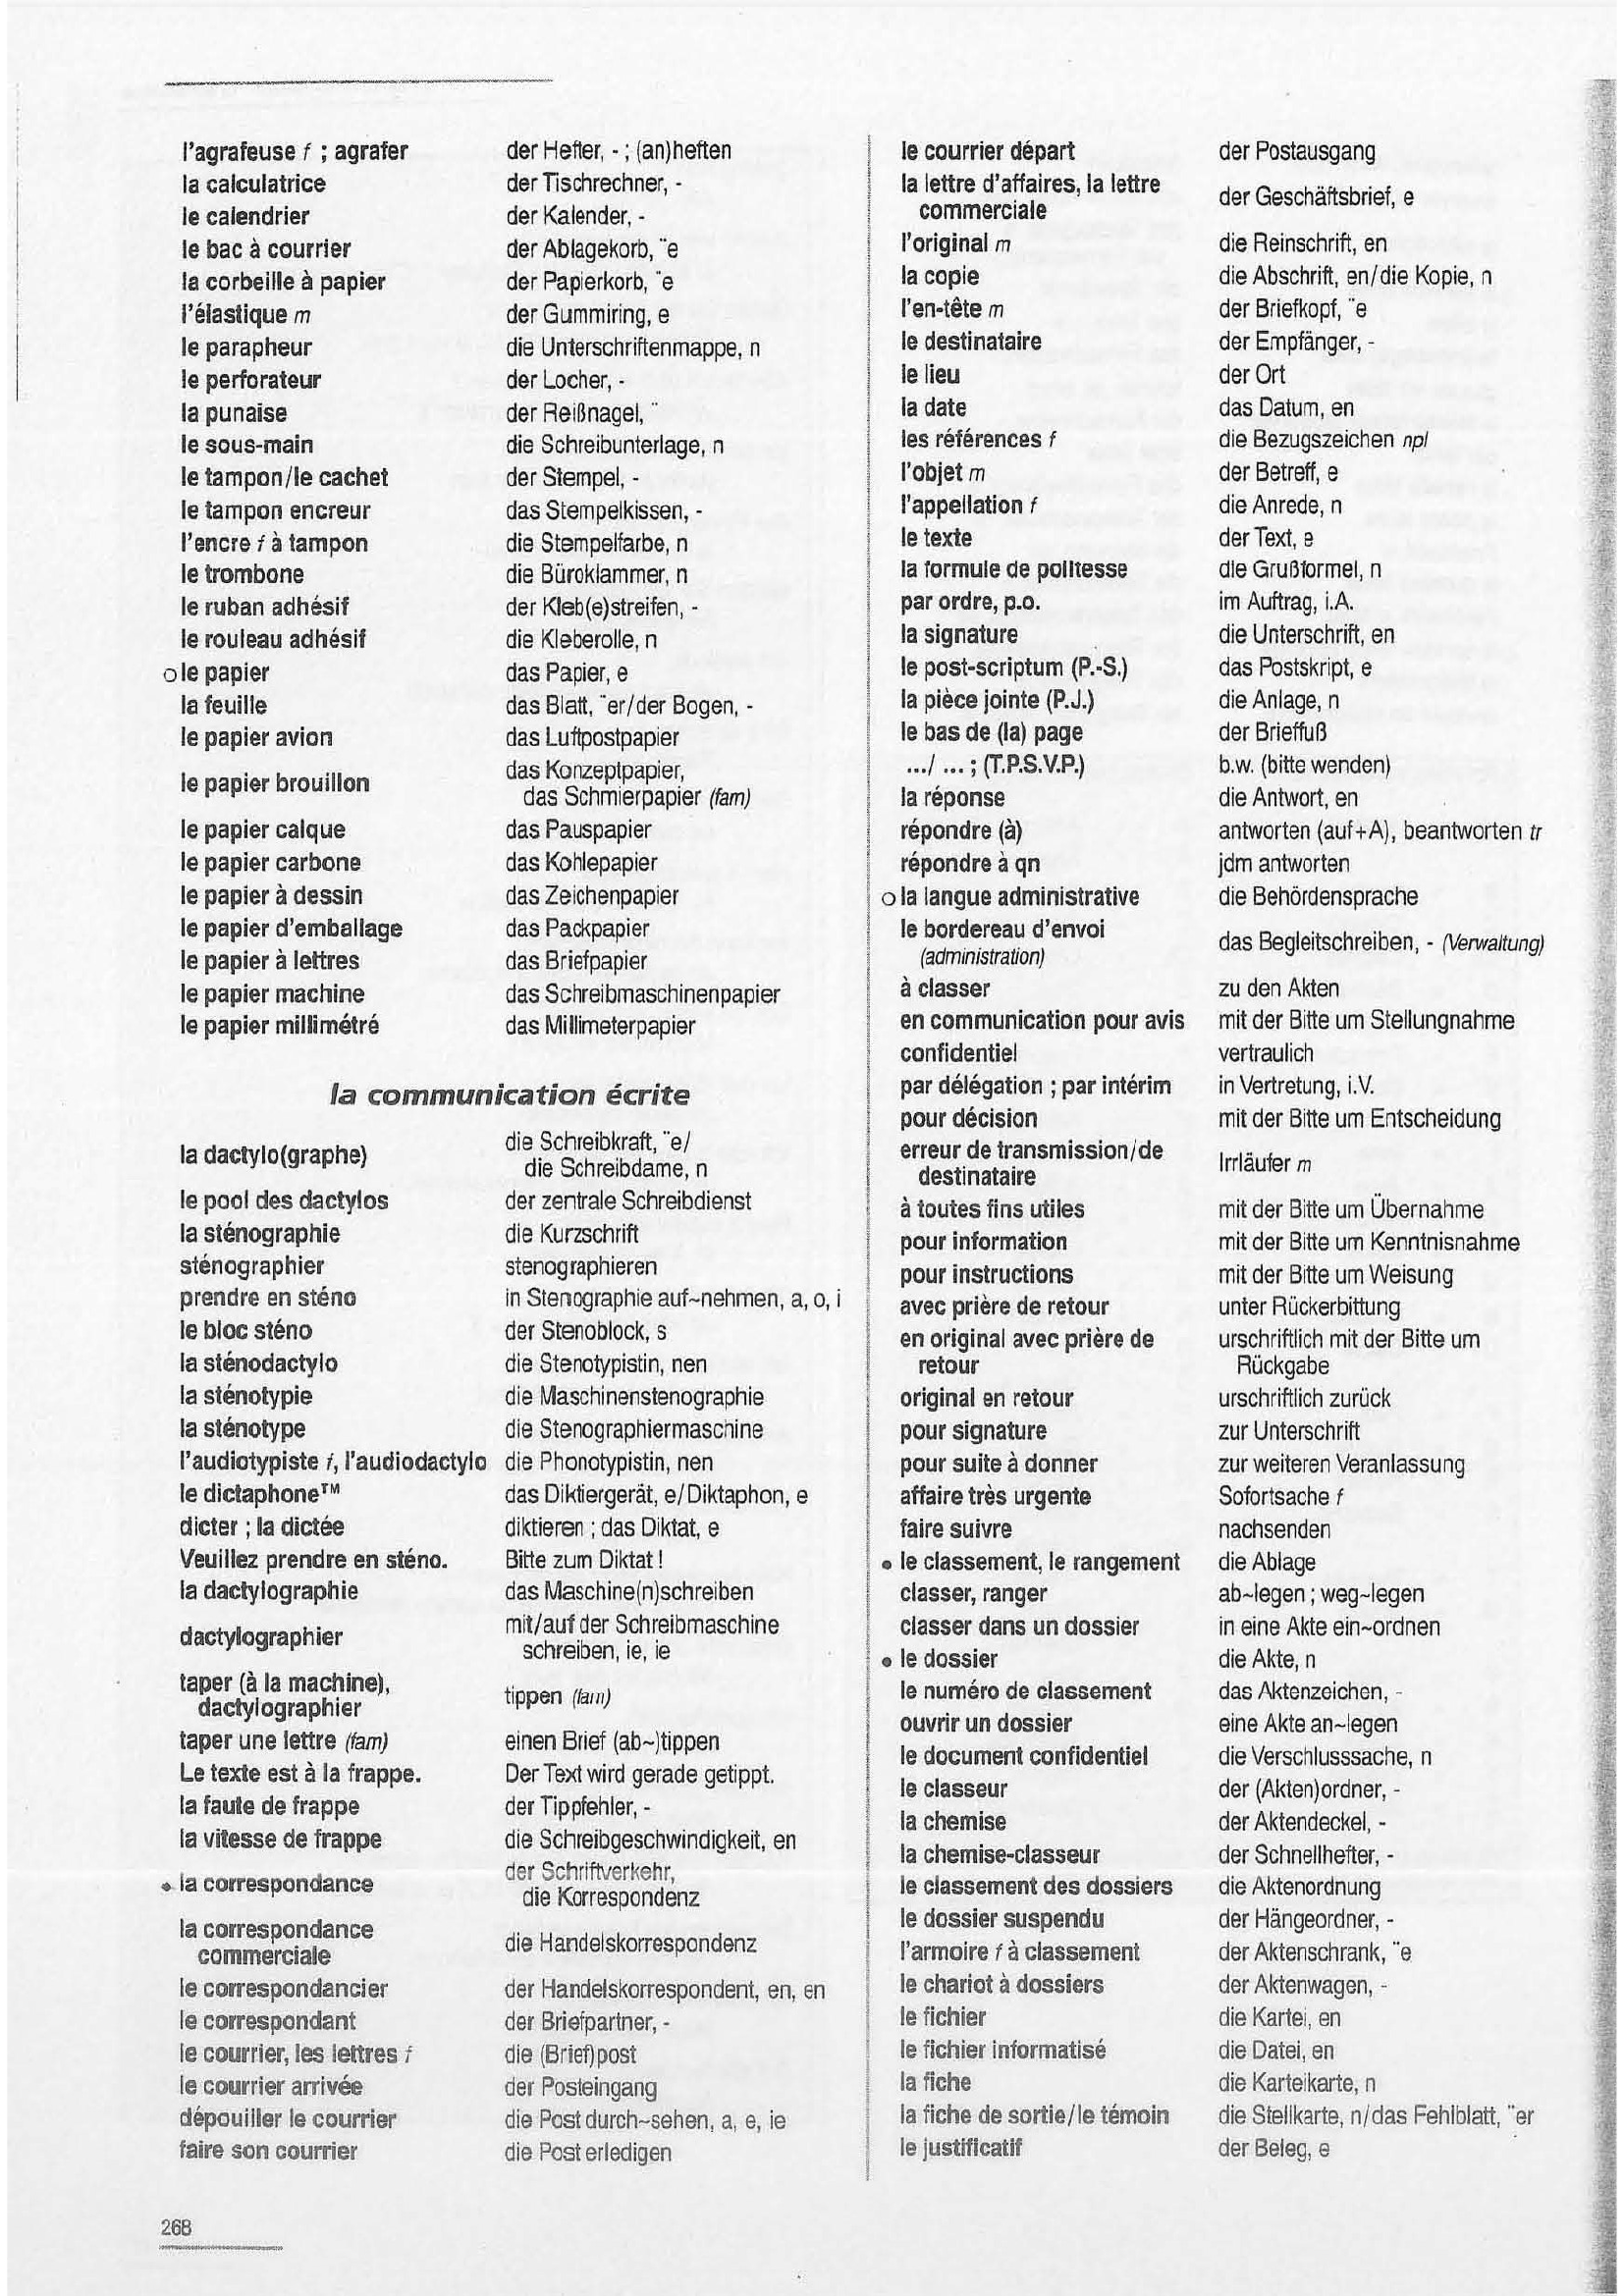 l'agrafeuse f ; agrafer der Hefter, - ; (an)heften
la calculatrice der Tischrechner, -
le calendrier der Kalender, -
le bac à courrier der Ablagekorb, ¨e
la corbeille à papier der Papierkorb, ¨e
l'élastique m der Gummiring, e
le parapheur die Unterschriftenmappe, n
le perforateur der Locher, -
la punaise der Reißnagel, ¨
le sous-main die Schreibunterlage, n
le tampon/le cachet der Stempel, -
le tampon encreur das Stempelkissen, -
l'encre f à tampon die Stempelfarbe, n
le trombone die Büroklammer, n
le ruban adhésif der Kleb(e)streifen, -
le rouleau adhésif die Kleberolle, n
o le papier das Papier, e
la feuille das Blatt, ¨er/der Bogen, -
le papier avion das Luftpostpapier
le papier brouillon das Konzeptpapier,
das Schmierpapier (fam)
le papier calque das Pauspapier
le papier carbone das Kohlepapier
le papier à dessin das Zeichenpapier
le papier d'emballage das Packpapier
le papier à lettres das Briefpapier
le papier machine das Schreibmaschinenpapier
le papier millimétré das Millimeterpapier
la communication écrite
la dactylo(graphe) die Schreibkraft, ¨e/
die Schreibdame, n
le pool des dactylos der zentrale Schreibdienst
la sténographie die Kurzschrift
sténographier stenographieren
prendre en sténo in Stenographie auf~nehmen, a, o, i
le bloc sténo der Stenoblock, s
la sténodactylo die Stenotypistin, nen
la sténotypie die Maschinenstenographie
la sténotype die Stenographiermaschine
l'audiotypiste f, l'audiodactylo die Phonotypistin, nen
le dictaphone™ das Diktiergerät, e/Diktaphon, e
dicter ; la dictée diktieren ; das Diktat, e
Veuillez prendre en sténo. Bitte zum Diktat !
la dactylographie das Maschine(n)schreiben
dactylographier mit/auf der Schreibmaschine
schreiben, ie, ie
taper (à la machine),
dactylographier tippen (fam)
taper une lettre (fam) einen Brief (ab~)tippen
Le texte est à la frappe. Der Text wird gerade getippt.
la faute de frappe der Tippfehler, -
la vitesse de frappe die Schreibgeschwindigkeit, en
• la correspondance der Schriftverkehr,
die Korrespondenz
la correspondance
commerciale die Handelskorrespondenz
le correspondancier der Handelskorrespondent, en, en
le correspondant der Briefpartner, -
le courrier, les lettres f die (Brief)post
le courrier arrivée der Posteingang
dépouiller le courrier die Post durch~sehen, a, e, ie
faire son courrier die Post erledigen
268
le courrier départ der Postausgang
la lettre d'affaires, la lettre
commerciale der Geschäftsbrief, e
l'original m die Reinschrift, en
la copie die Abschrift, en/die Kopie, n
l'en-tête m der Briefkopf, ¨e
le destinataire der Empfänger, -
le lieu der Ort
la date das Datum, en
les références f die Bezugszeichen npl
l'objet m der Betreff, e
l'appellation f die Anrede, n
le texte der Text, e
la formule de politesse die Grußformel, n
par ordre, p.o. im Auftrag, i.A.
la signature die Unterschrift, en
le post-scriptum (P.-S.) das Postskript, e
la pièce jointe (P.J.) die Anlage, n
le bas de (la) page der Brieffuß
.../ ... ; (T.P.S.V.P.) b.w. (bitte wenden)
la réponse die Antwort, en
répondre (à) antworten (auf+A), beantworten tr
répondre à qn jdm antworten
o la langue administrative die Behördensprache
le bordereau d'envoi
(administration) das Begleitschreiben, - (Verwaltung)
à classer zu den Akten
en communication pour avis mit der Bitte um Stellungnahme
confidentiel vertraulich
par délégation ; par intérim in Vertretung, i.V.
pour décision mit der Bitte um Entscheidung
erreur de transmission/de
destinataire Irrläufer m
à toutes fins utiles mit der Bitte um Übernahme
pour information mit der Bitte um Kenntnisnahme
pour instructions mit der Bitte um Weisung
avec prière de retour unter Rückerbittung
en original avec prière de urschriftlich mit der Bitte um
retour Rückgabe
original en retour urschriftlich zurück
pour signature zur Unterschrift
pour suite à donner zur weiteren Veranlassung
affaire très urgente Sofortsache f
faire suivre nachsenden
• le classement, le rangement die Ablage
classer, ranger ab~legen ; weg~legen
classer dans un dossier in eine Akte ein~ordnen
• le dossier die Akte, n
le numéro de classement das Aktenzeichen, -
ouvrir un dossier eine Akte an~legen
le document confidentiel die Verschlusssache, n
le classeur der (Akten)ordner, -
la chemise der Aktendeckel, -
la chemise-classeur der Schnellhefter, -
le classement des dossiers die Aktenordnung
le dossier suspendu der Hängeordner, -
l'armoire f à classement der Aktenschrank, ¨e
le chariot à dossiers der Aktenwagen, -
le fichier die Kartei, en
le fichier informatisé die Datei, en
la fiche die Karteikarte, n
la fiche de sortie/le témoin die Stellkarte, n/das Fehlblatt, ¨er
le justificatif der Beleg, e